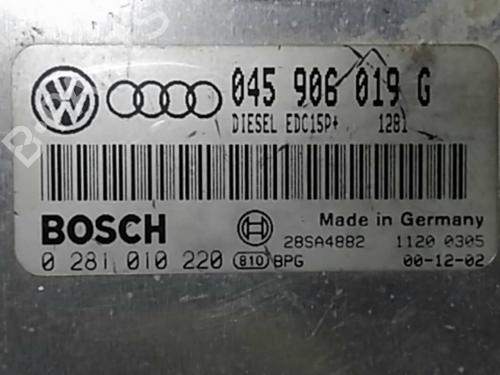 045 906 019 G
DIESEL EDC15P+ 1281
BOSCH
Made in Germany
28SA4882 1120 0305
0 281 010 220 810 BPG 00-12-02